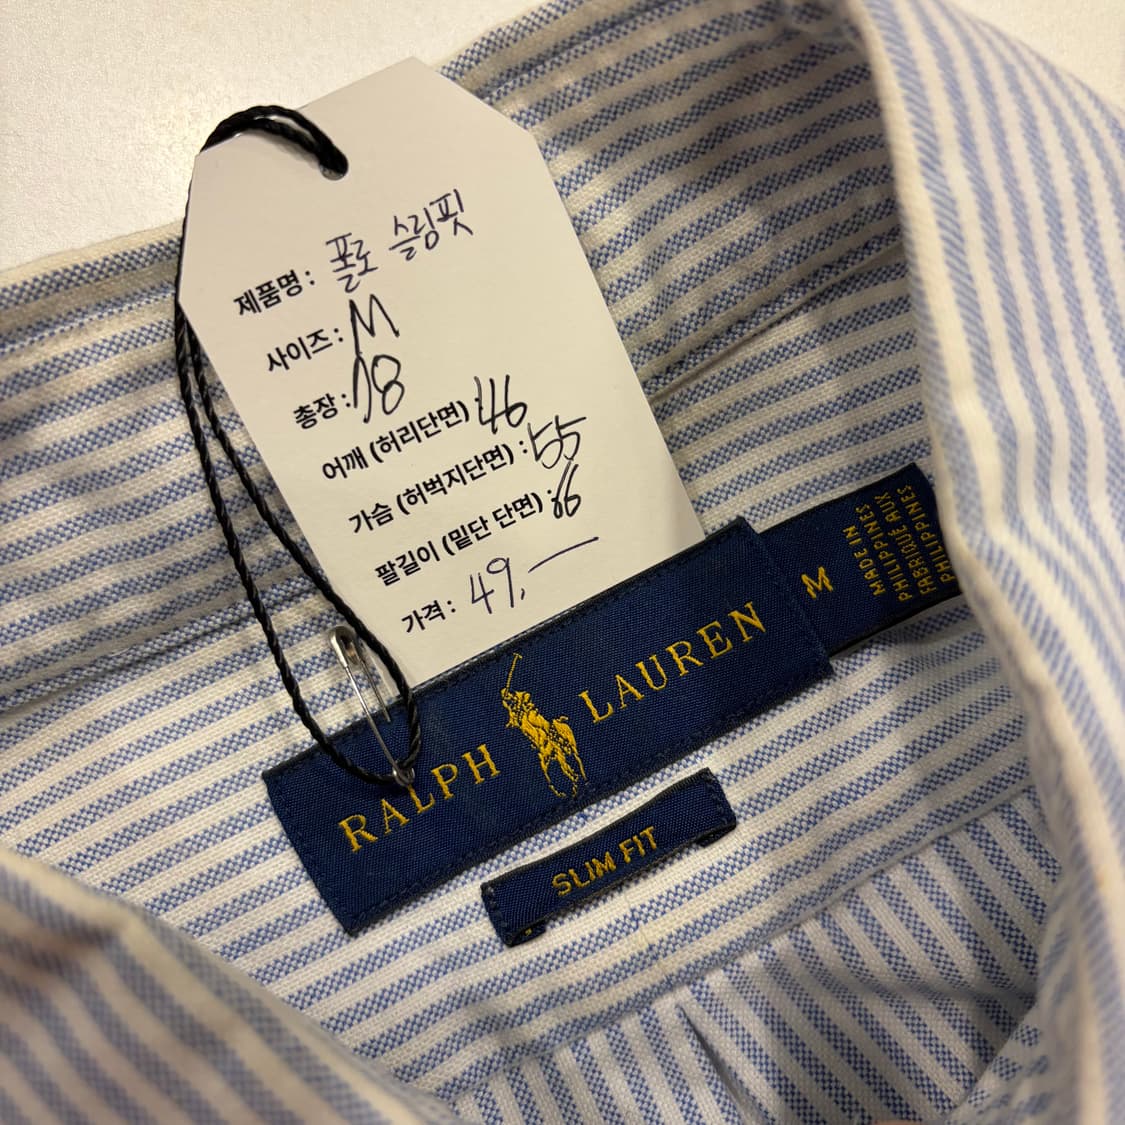 제품명 : 폴로 슬림핏
사이즈 : M
총장 : 78
어깨 (허리단면) : 46
가슴 (허벅지단면) : 55
팔길이 (밑단 단면) : 66
가격 : 49,—
RALPH LAUREN
M
MADE IN
PHILIPPINES
FABRIQUÉ AUX
PHILIPPINES
SLIM FIT